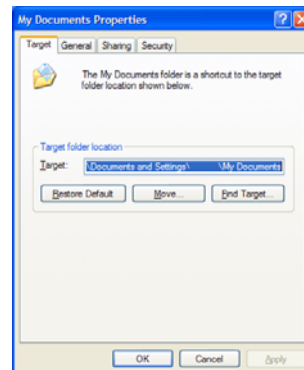 My Documents Properties
Target General Sharing Security
The My Documents folder is a shortcut to the target
folder location shown below.
Target folder location
Target: \Documents and Settings\ \My Documents
Restore Default Move... Find Target...
OK Cancel Apply